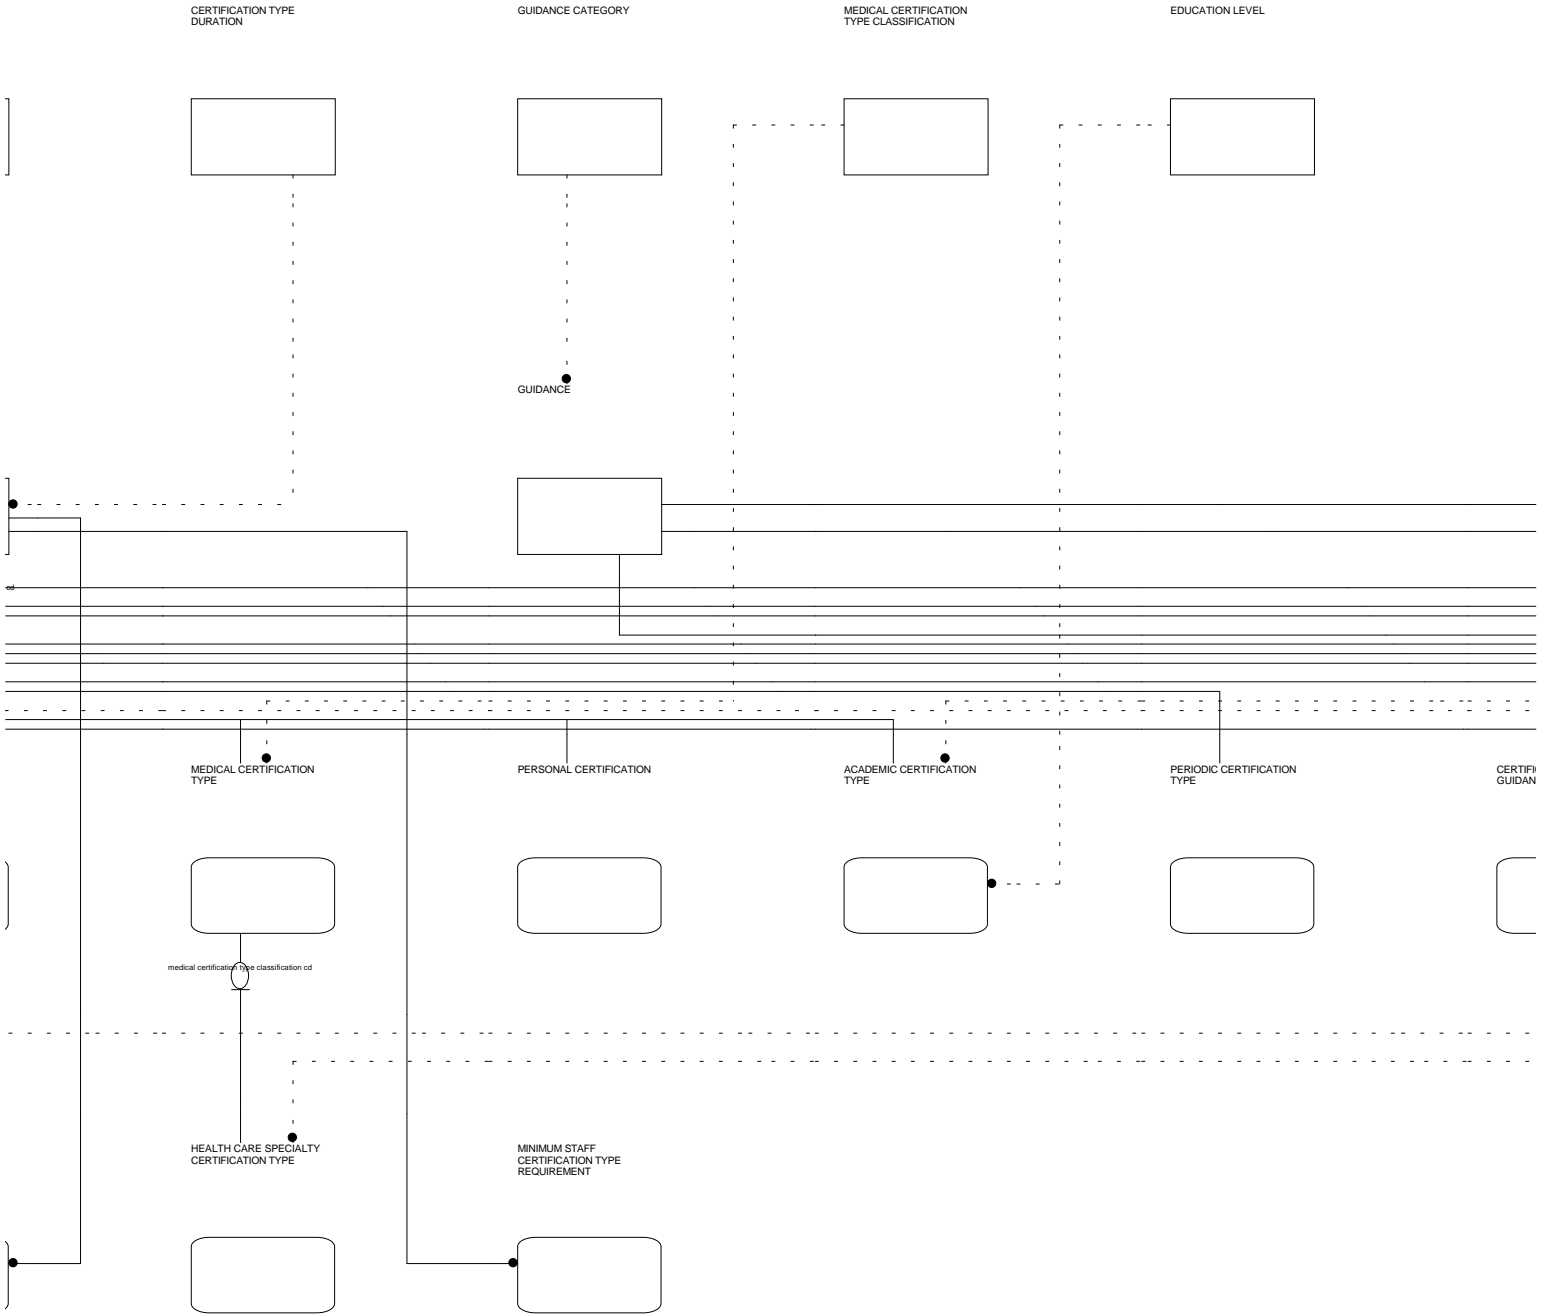 CERTIFICATION TYPE
DURATION
GUIDANCE CATEGORY
MEDICAL CERTIFICATION
TYPE CLASSIFICATION
EDUCATION LEVEL
GUIDANCE
cd
MEDICAL CERTIFICATION
TYPE
PERSONAL CERTIFICATION
ACADEMIC CERTIFICATION
TYPE
PERIODIC CERTIFICATION
TYPE
CERTIFI
GUIDAN
medical certification type classification cd
HEALTH CARE SPECIALTY
CERTIFICATION TYPE
MINIMUM STAFF
CERTIFICATION TYPE
REQUIREMENT